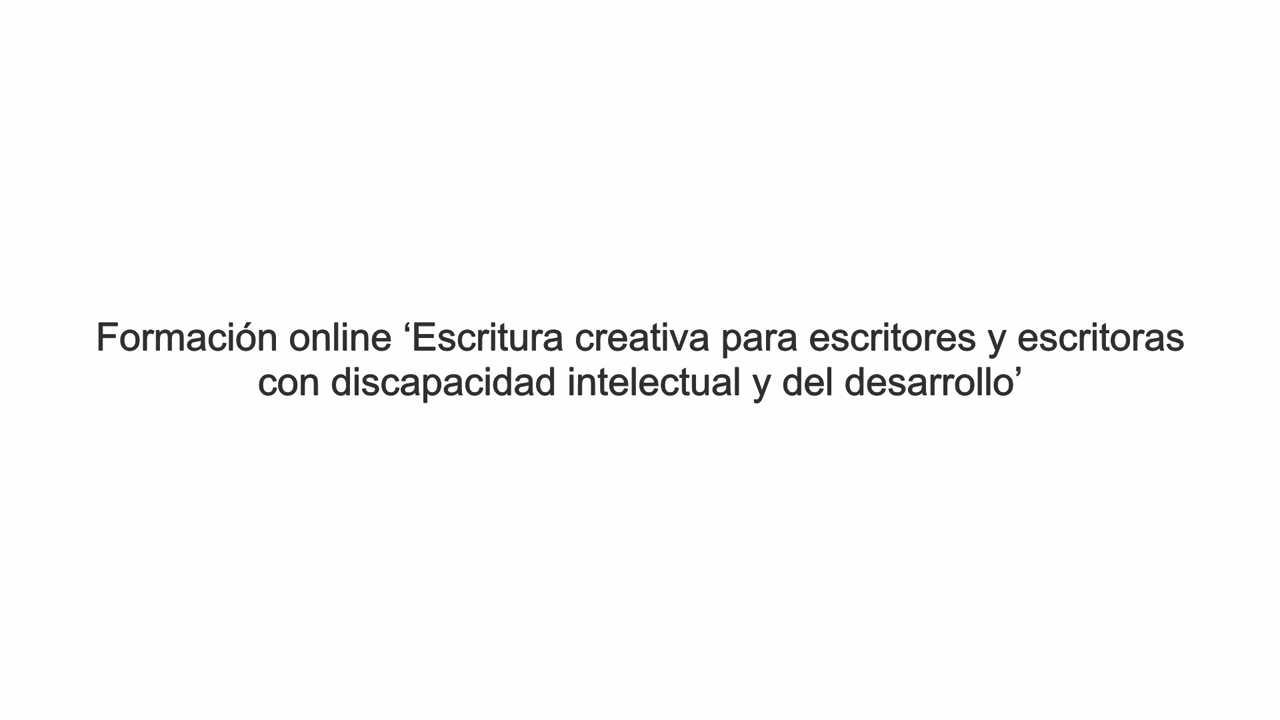 Formación online ‘Escritura creativa para escritores y escritoras
con discapacidad intelectual y del desarrollo’